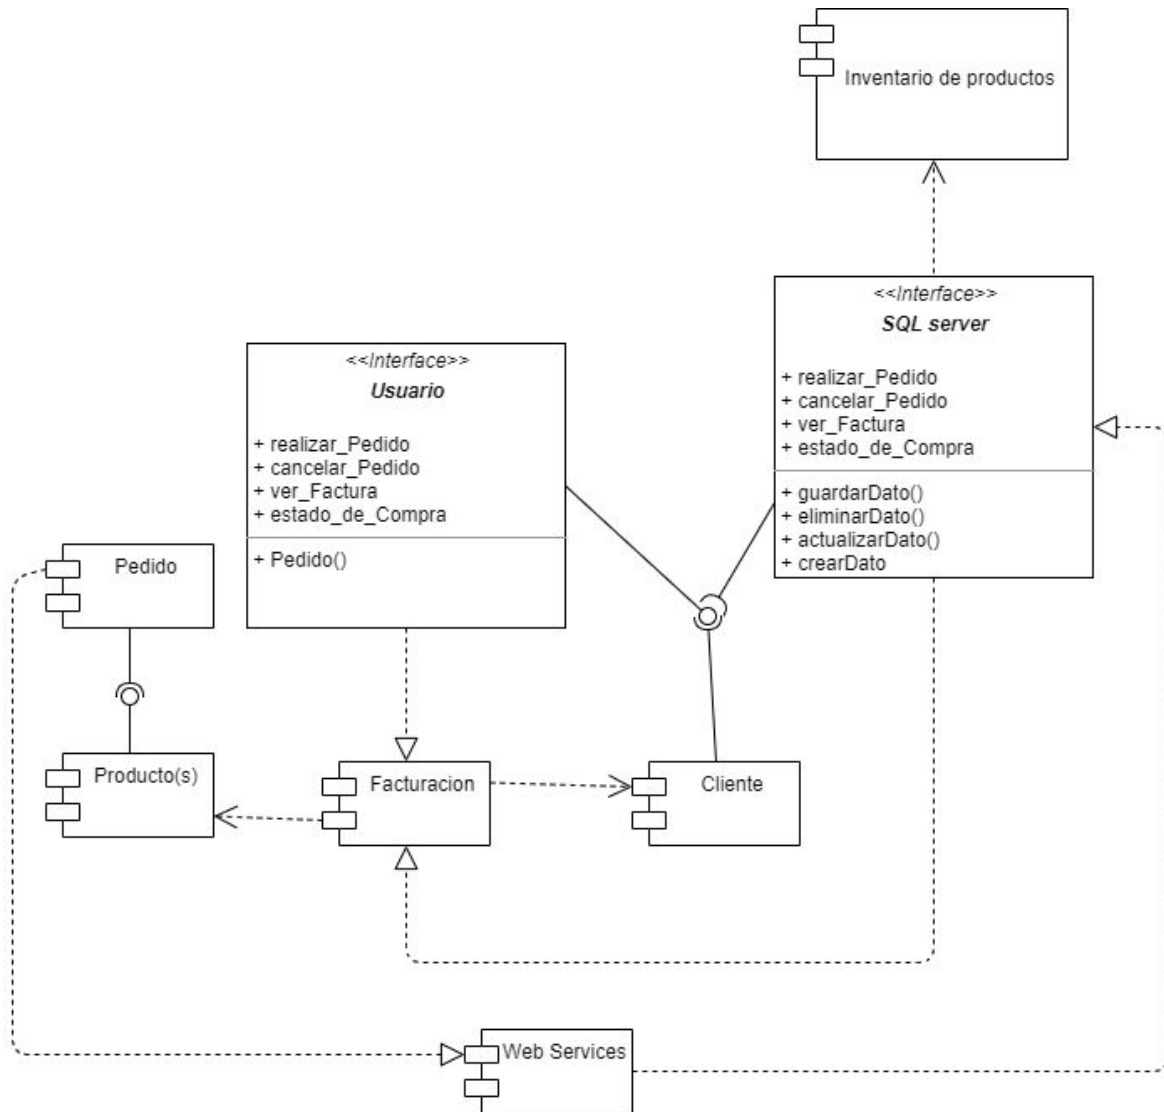 Inventario de productos
<<Interface>>
SQL server
+ realizar_Pedido
+ cancelar_Pedido
+ ver_Factura
+ estado_de_Compra
+ guardarDato()
+ eliminarDato()
+ actualizarDato()
+ crearDato
<<Interface>>
Usuario
+ realizar_Pedido
+ cancelar_Pedido
+ ver_Factura
+ estado_de_Compra
+ Pedido()
Pedido
Producto(s)
Facturacion
Cliente
Web Services